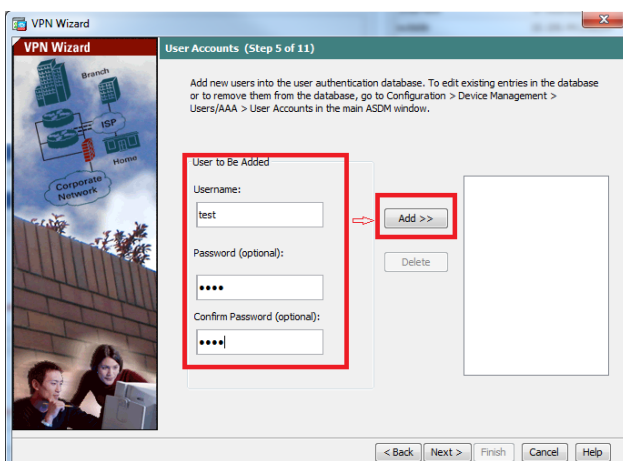 VPN Wizard
VPN Wizard
User Accounts (Step 5 of 11)
Branch
ISP
Home
Corporate
Network
Add new users into the user authentication database. To edit existing entries in the database
or to remove them from the database, go to Configuration > Device Management >
Users/AAA > User Accounts in the main ASDM window.
User to Be Added
Username:
test
Add >>
Password (optional):
Delete
••••
Confirm Password (optional):
••••
< Back Next > Finish Cancel Help